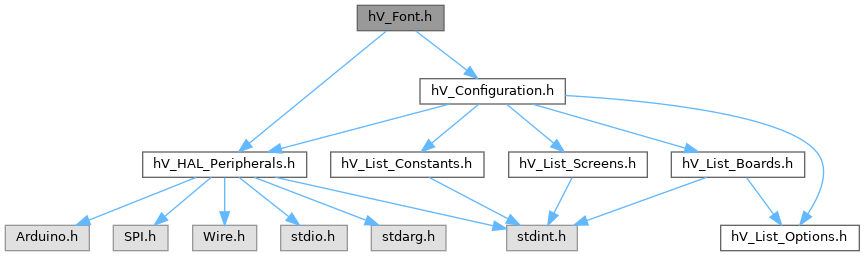 hV_Font.h
hV_Configuration.h
hV_HAL_Peripherals.h
hV_List_Constants.h
hV_List_Screens.h
hV_List_Boards.h
Arduino.h
SPI.h
Wire.h
stdio.h
stdarg.h
stdint.h
hV_List_Options.h